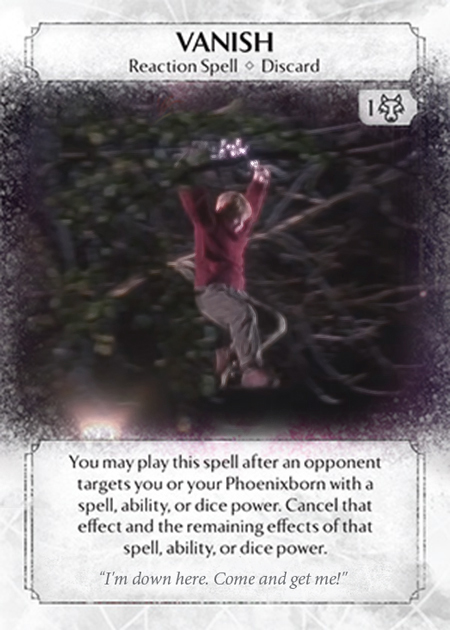 VANISH
Reaction Spell ⋄ Discard
1
You may play this spell after an opponent
targets you or your Phoenixborn with a
spell, ability, or dice power. Cancel that
effect and the remaining effects of that
spell, ability, or dice power.
“I’m down here. Come and get me!”